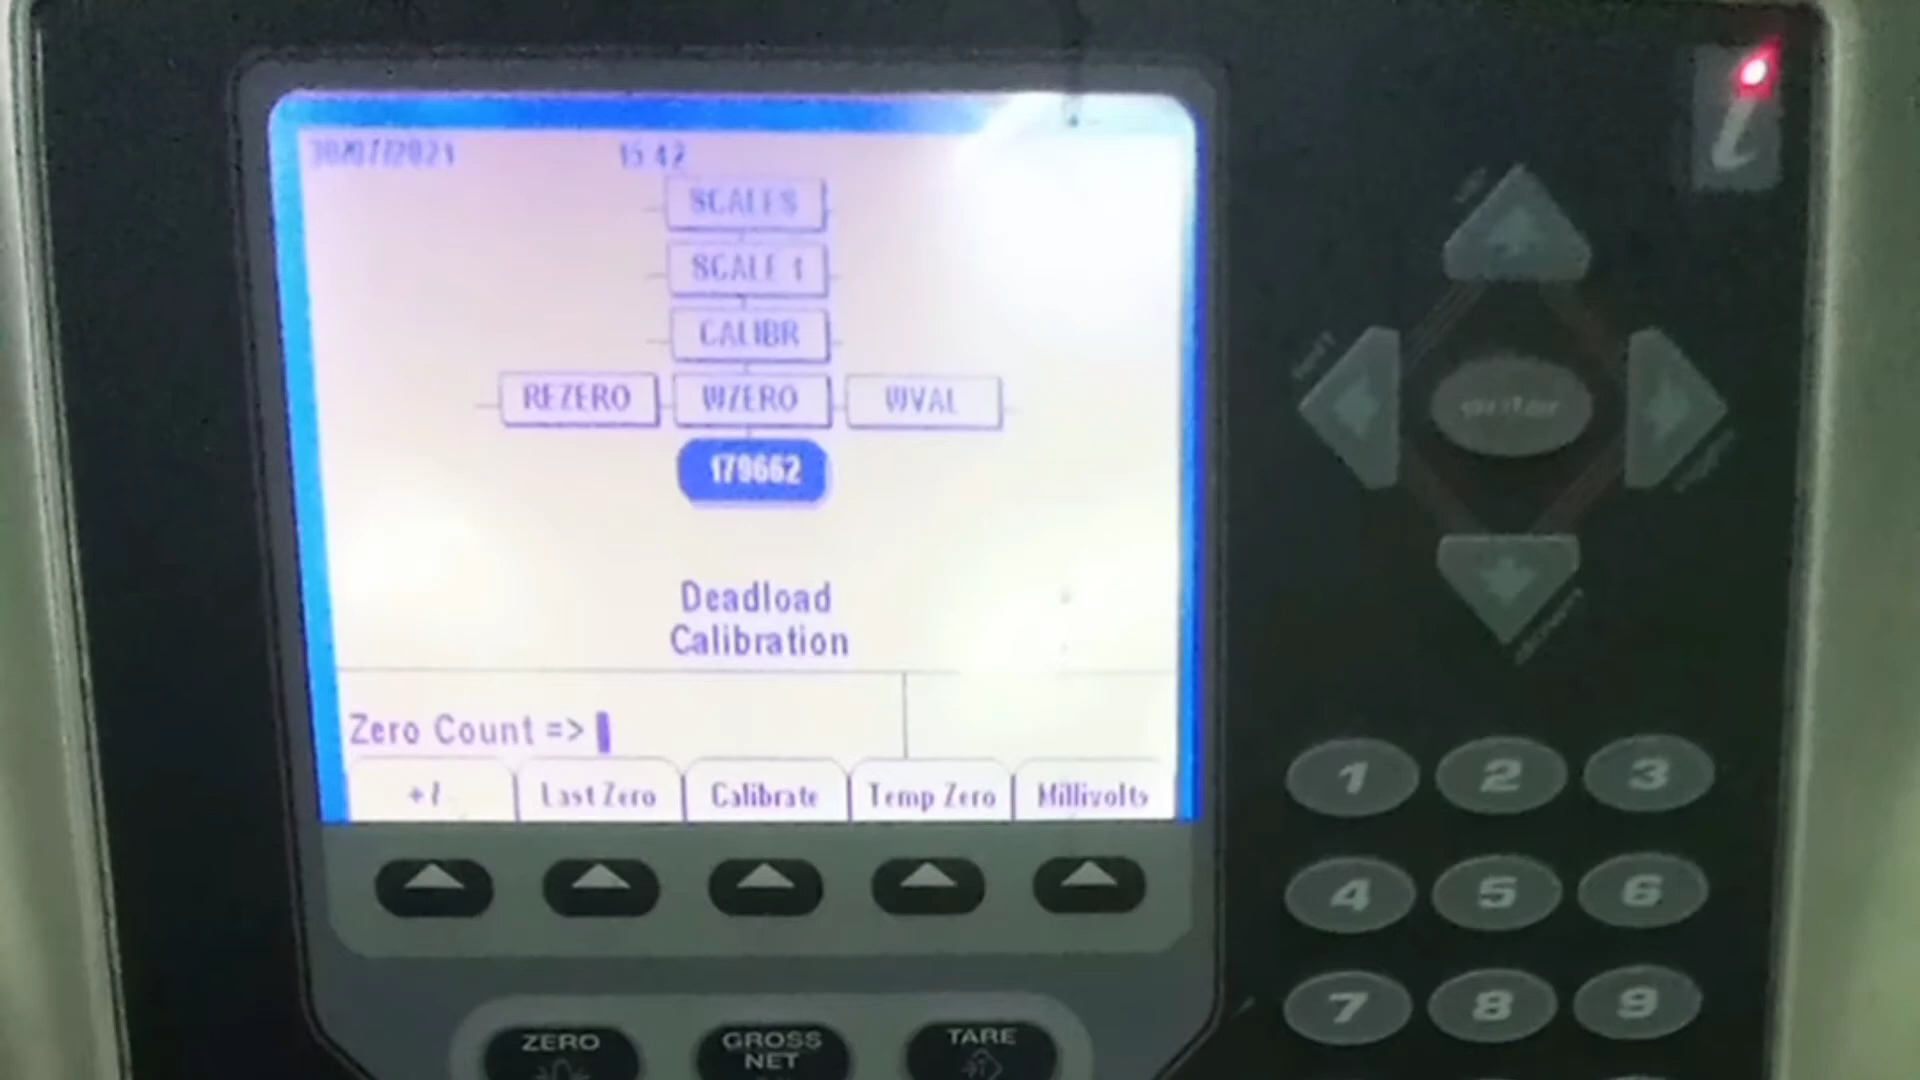 15:42
SCALES
SCALE 1
CALIBR
REZERO WZERO WVAL
179662
Deadload
Calibration
Zero Count =>
Last Zero Calibrate Temp Zero Millivolts
i
1 2 3
4 5 6
7 8 9
ZERO GROSS NET TARE